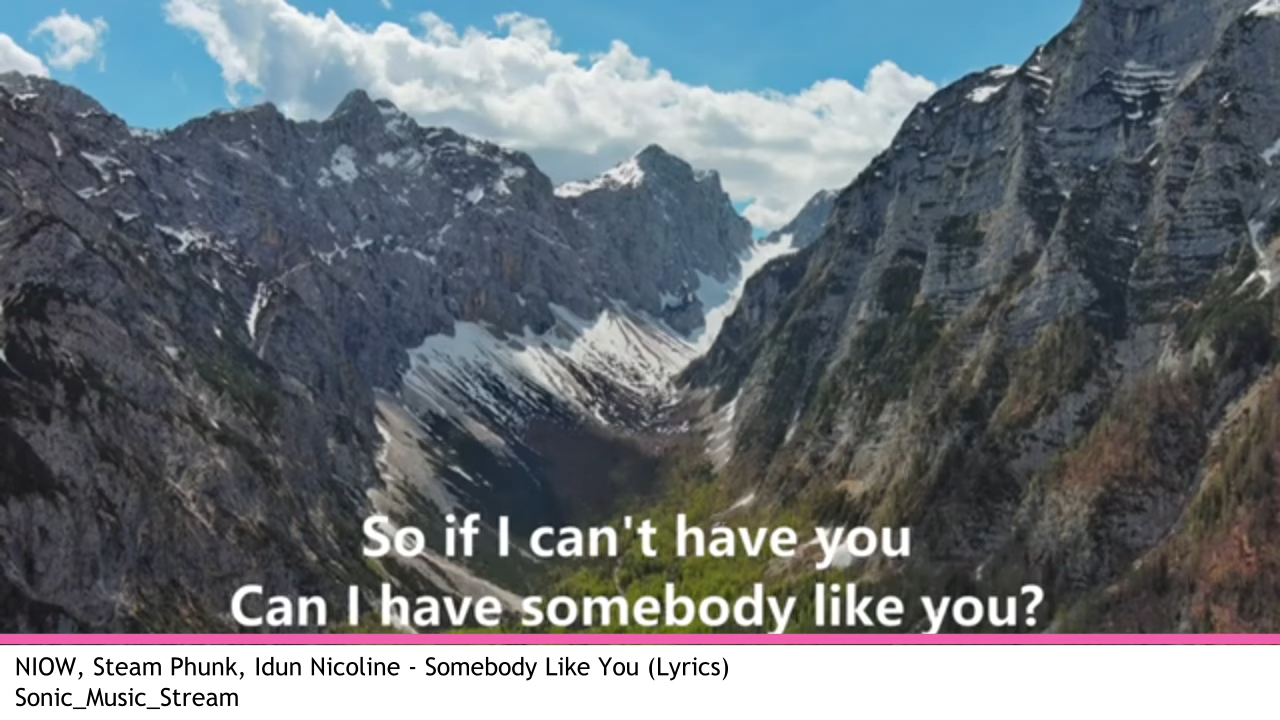 So if I can't have you
Can I have somebody like you?
NIOW, Steam Phunk, Idun Nicoline - Somebody Like You (Lyrics)
Sonic_Music_Stream